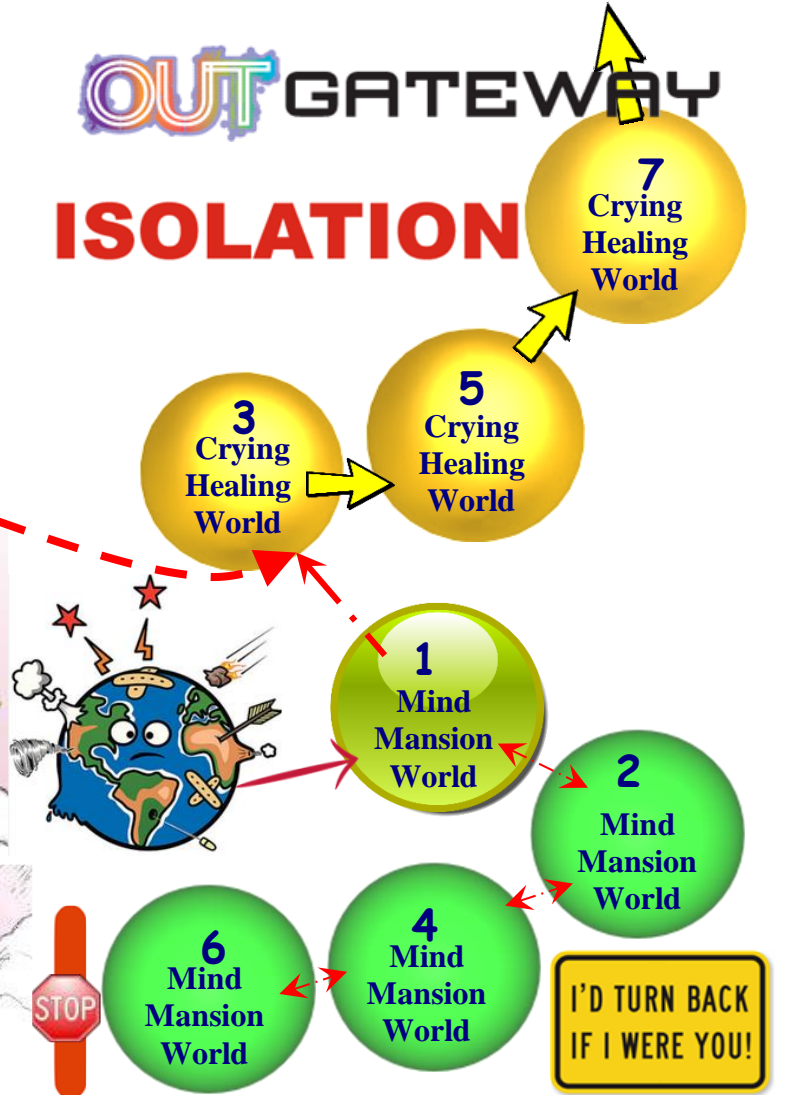 OUT GATEWAY
ISOLATION
7
Crying
Healing
World
5
Crying
Healing
World
3
Crying
Healing
World
1
Mind
Mansion
World
2
Mind
Mansion
World
4
Mind
Mansion
World
6
Mind
Mansion
World
STOP
I'D TURN BACK
IF I WERE YOU!